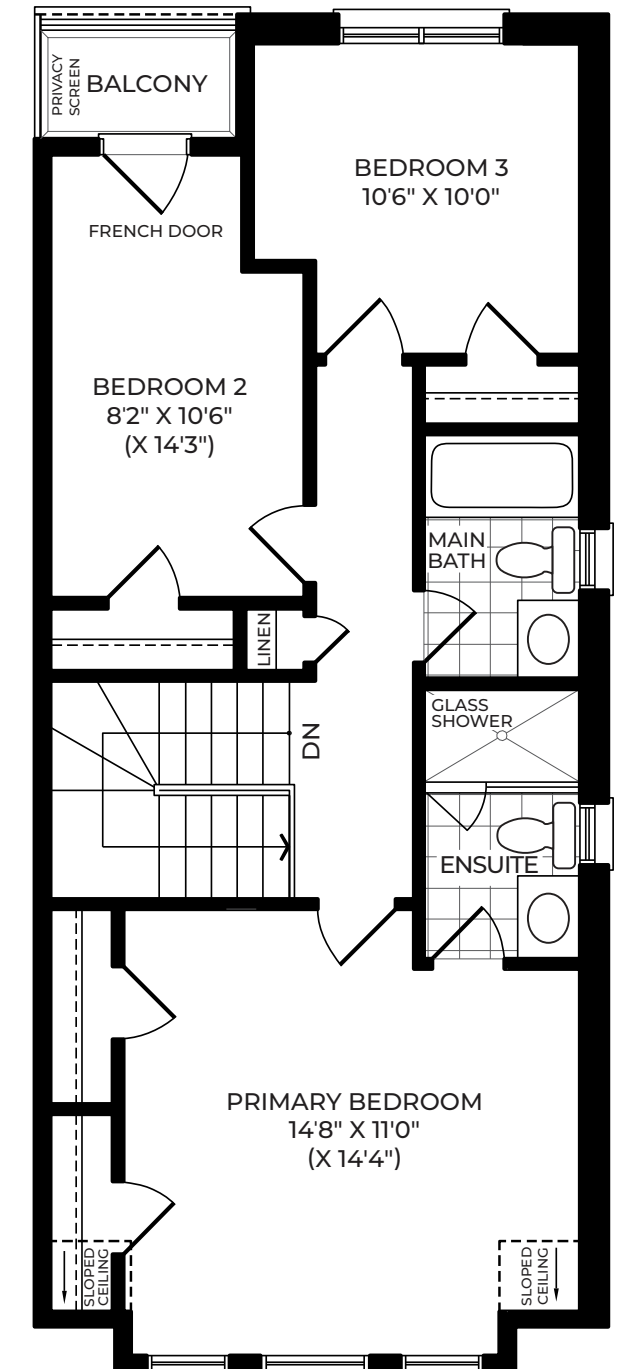 PRIVACY
SCREEN
BALCONY
FRENCH DOOR
BEDROOM 3
10'6" X 10'0"
BEDROOM 2
8'2" X 10'6"
(X 14'3")
MAIN
BATH
LINEN
GLASS
SHOWER
DN
ENSUITE
PRIMARY BEDROOM
14'8" X 11'0"
(X 14'4")
SLOPED
CEILING
SLOPED
CEILING